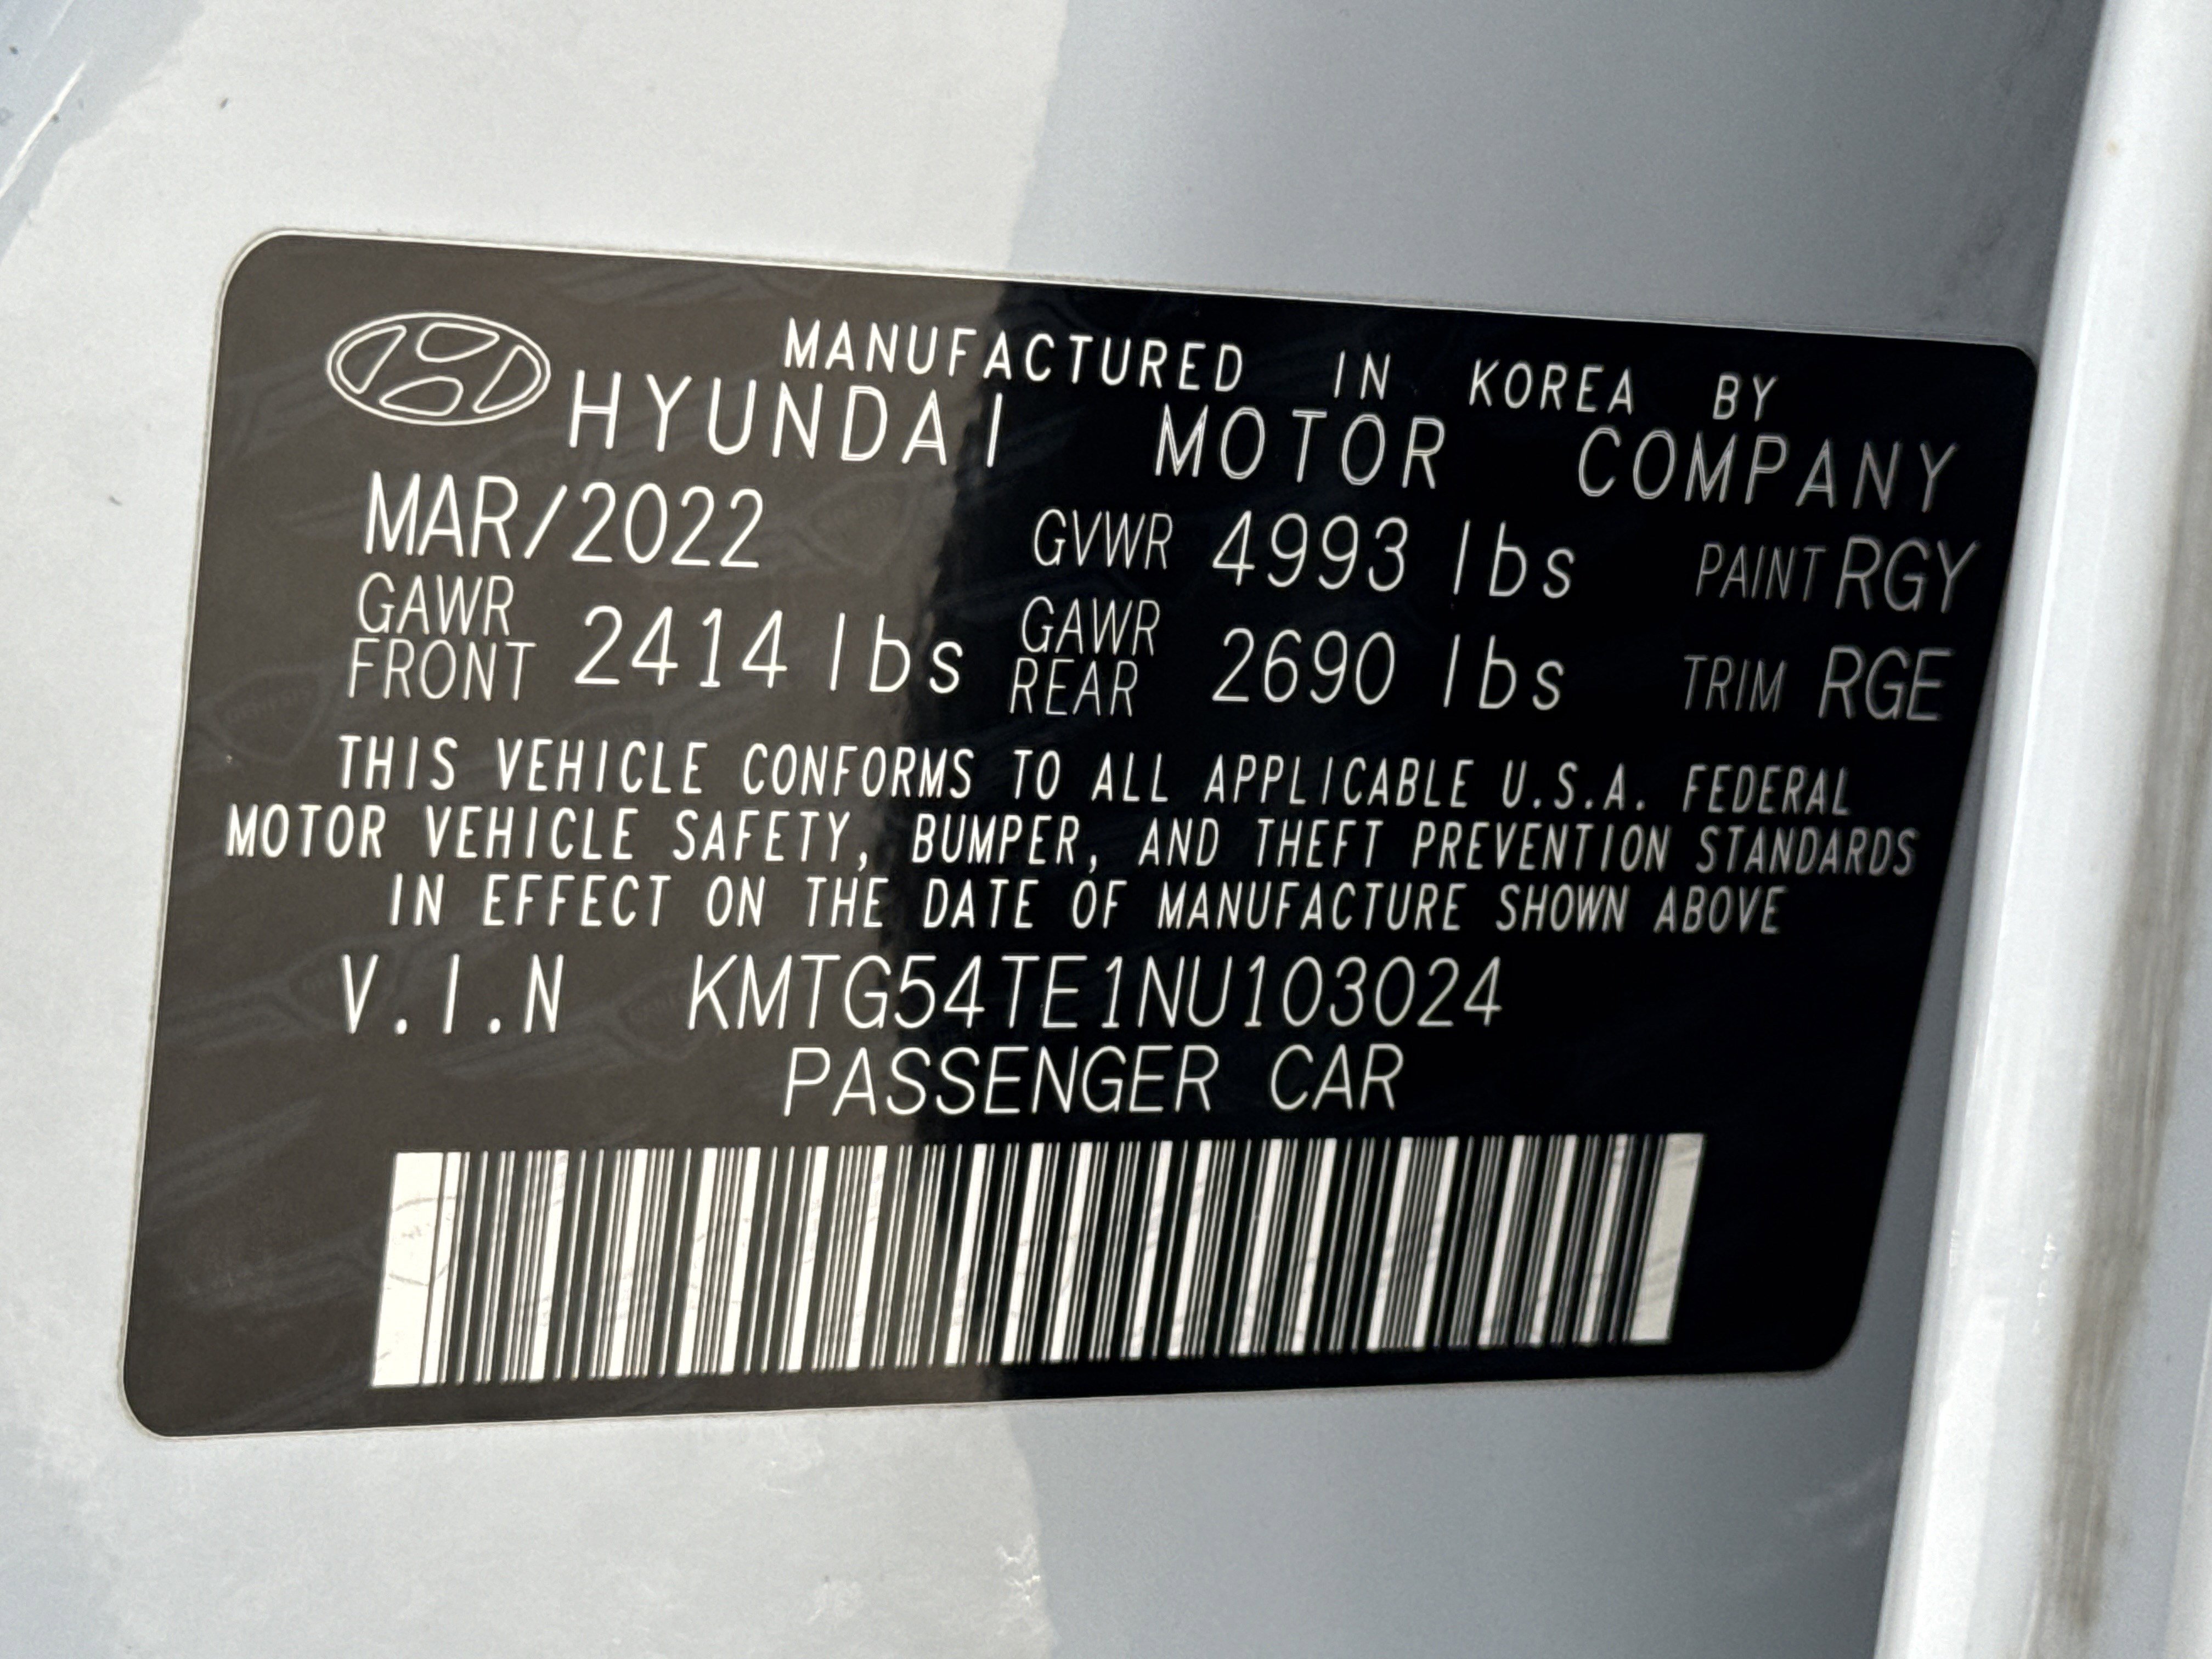 MANUFACTURED IN KOREA BY
HYUNDAI MOTOR COMPANY
MAR/2022 GVWR 4993 lbs PAINT RGY
GAWR FRONT 2414 lbs GAWR REAR 2690 lbs TRIM RGE
THIS VEHICLE CONFORMS TO ALL APPLICABLE U.S.A. FEDERAL
MOTOR VEHICLE SAFETY, BUMPER, AND THEFT PREVENTION STANDARDS
IN EFFECT ON THE DATE OF MANUFACTURE SHOWN ABOVE
V.I.N KMTG54TE1NU103024
PASSENGER CAR